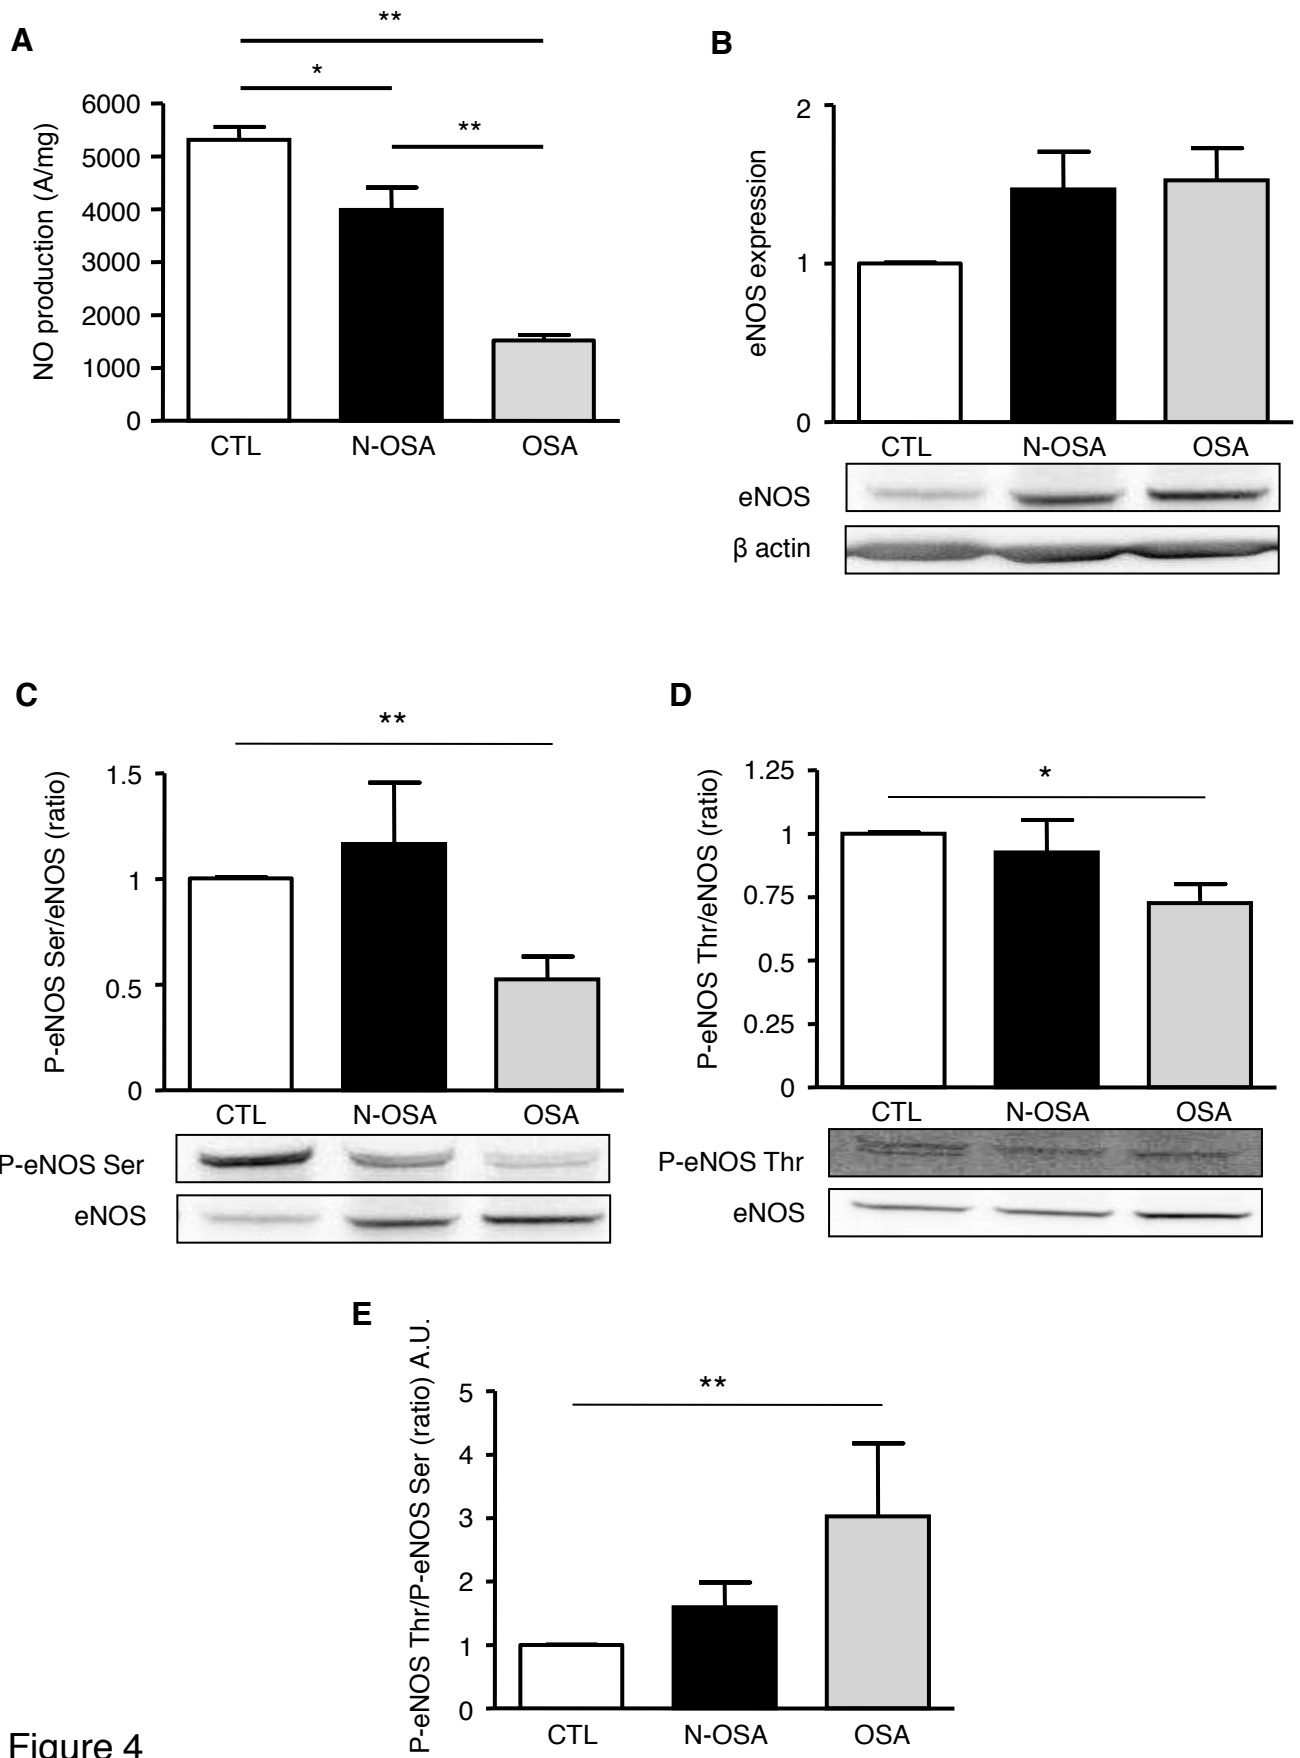 A
**
*
**
6000
5000
4000
3000
2000
1000
0
NO production (A/mg)
CTL N-OSA OSA
B
2
1
0
eNOS expression
CTL N-OSA OSA
eNOS
β actin
C
**
1.5
1
0.5
0
P-eNOS Ser/eNOS (ratio)
CTL N-OSA OSA
P-eNOS Ser
eNOS
D
*
1.25
1
0.75
0.5
0.25
0
P-eNOS Thr/eNOS (ratio)
CTL N-OSA OSA
P-eNOS Thr
eNOS
E
**
5
4
3
2
1
0
P-eNOS Thr/P-eNOS Ser (ratio) A.U.
CTL N-OSA OSA
Figure 4